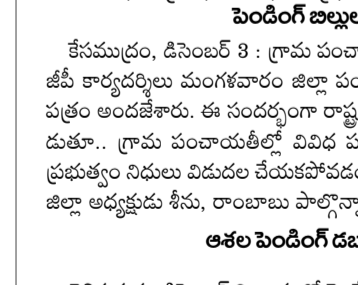 పెండింగ్ బిల్లుల
కేసముద్రం, డిసెంబర్ 3 : గ్రామ పంచా
జీపీ కార్యదర్శిలు మంగళవారం జిల్లా పం
పత్రం అందజేశారు. ఈ సందర్భంగా రాష్ట్ర
డుతూ.. గ్రామ పంచాయతీల్లో వివిధ ప
ప్రభుత్వం నిధులు విడుదల చేయకపోవడం
జిల్లా అధ్యక్షుడు శీను, రాంబాబు పాల్గొన్నా
ఆశల పెండింగ్ డబ